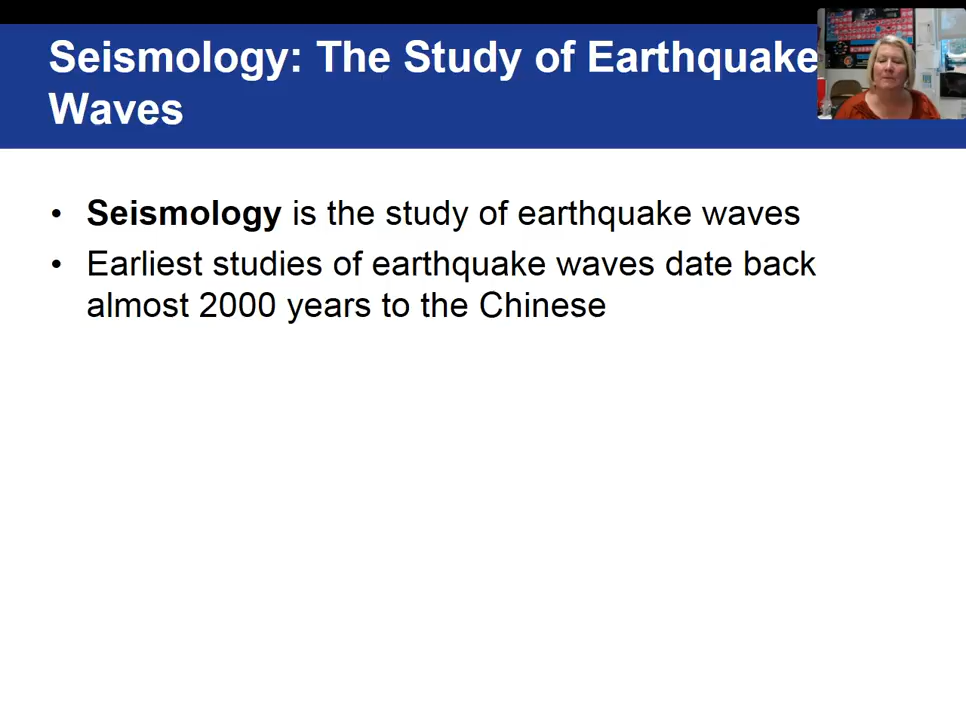 Seismology: The Study of Earthquake
Waves
• Seismology is the study of earthquake waves
• Earliest studies of earthquake waves date back
almost 2000 years to the Chinese